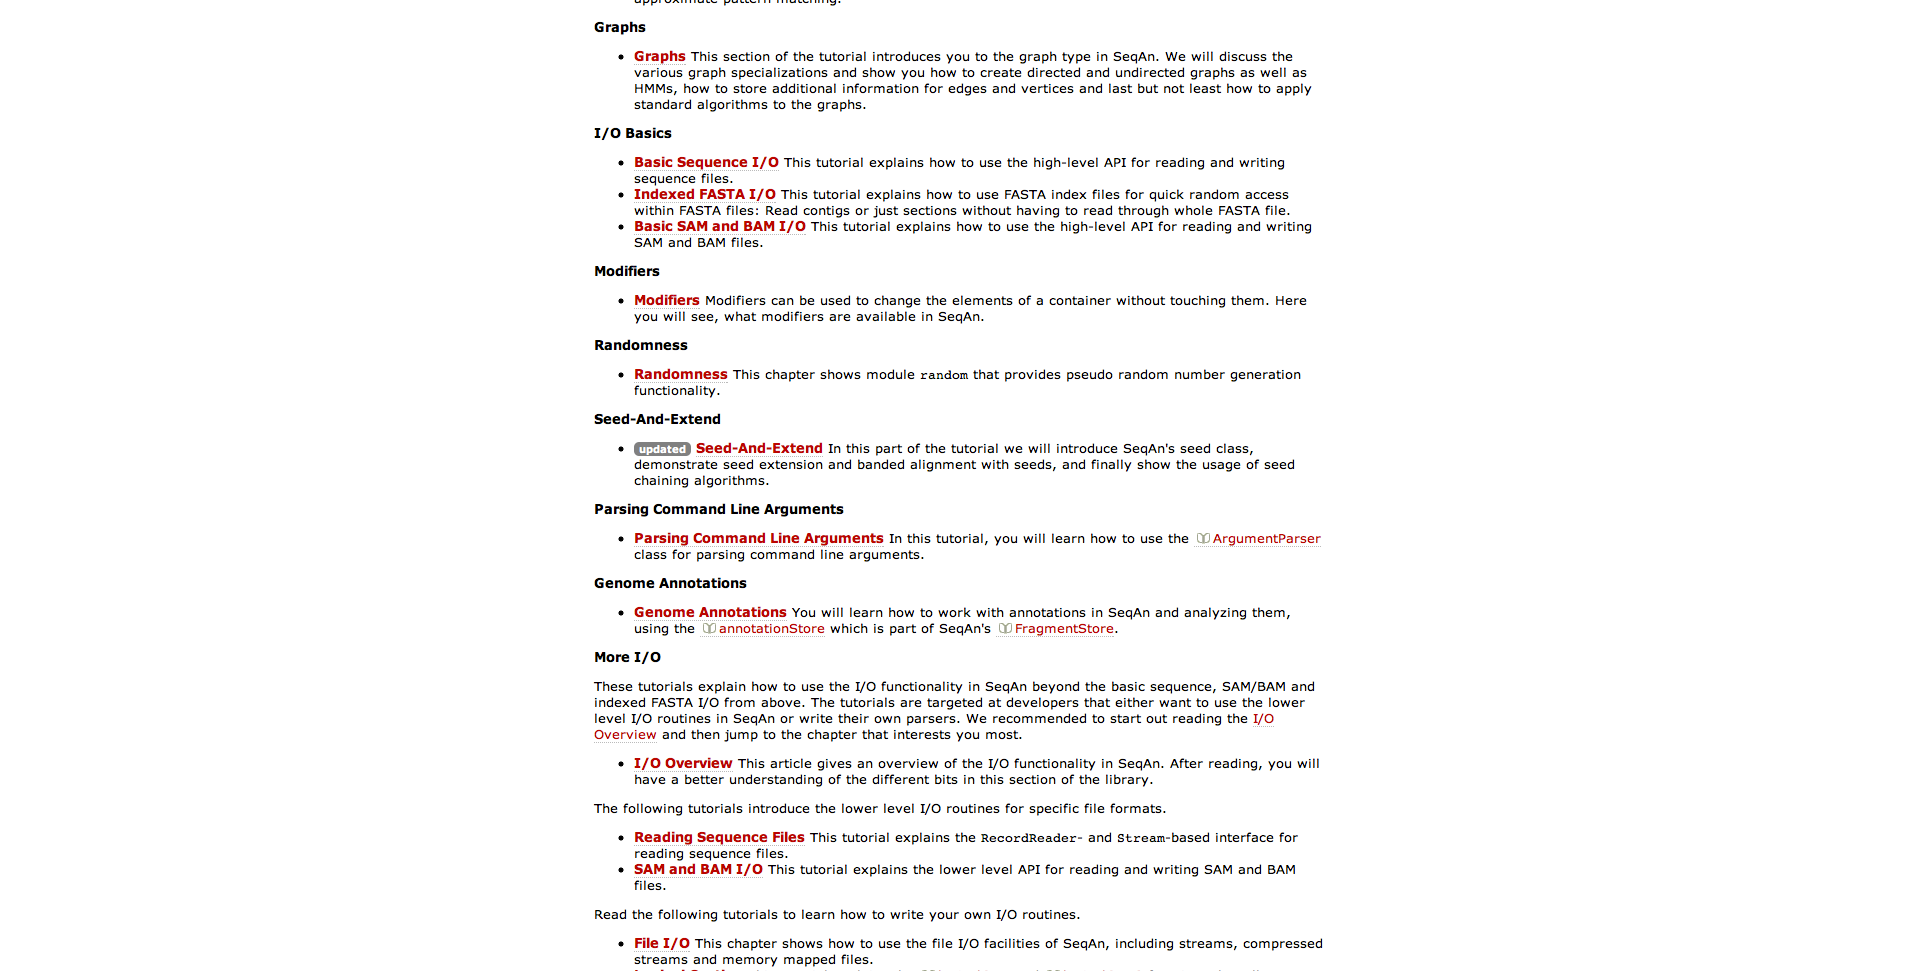 approximate pattern matching.
Graphs
Graphs This section of the tutorial introduces you to the graph type in SeqAn. We will discuss the
various graph specializations and show you how to create directed and undirected graphs as well as
HMMs, how to store additional information for edges and vertices and last but not least how to apply
standard algorithms to the graphs.
I/O Basics
Basic Sequence I/O This tutorial explains how to use the high-level API for reading and writing
sequence files.
Indexed FASTA I/O This tutorial explains how to use FASTA index files for quick random access
within FASTA files: Read contigs or just sections without having to read through whole FASTA file.
Basic SAM and BAM I/O This tutorial explains how to use the high-level API for reading and writing
SAM and BAM files.
Modifiers
Modifiers Modifiers can be used to change the elements of a container without touching them. Here
you will see, what modifiers are available in SeqAn.
Randomness
Randomness This chapter shows module random that provides pseudo random number generation
functionality.
Seed-And-Extend
updated Seed-And-Extend In this part of the tutorial we will introduce SeqAn's seed class,
demonstrate seed extension and banded alignment with seeds, and finally show the usage of seed
chaining algorithms.
Parsing Command Line Arguments
Parsing Command Line Arguments In this tutorial, you will learn how to use the ArgumentParser
class for parsing command line arguments.
Genome Annotations
Genome Annotations You will learn how to work with annotations in SeqAn and analyzing them,
using the annotationStore which is part of SeqAn's FragmentStore.
More I/O
These tutorials explain how to use the I/O functionality in SeqAn beyond the basic sequence, SAM/BAM and
indexed FASTA I/O from above. The tutorials are targeted at developers that either want to use the lower
level I/O routines in SeqAn or write their own parsers. We recommended to start out reading the I/O
Overview and then jump to the chapter that interests you most.
I/O Overview This article gives an overview of the I/O functionality in SeqAn. After reading, you will
have a better understanding of the different bits in this section of the library.
The following tutorials introduce the lower level I/O routines for specific file formats.
Reading Sequence Files This tutorial explains the RecordReader- and Stream-based interface for
reading sequence files.
SAM and BAM I/O This tutorial explains the lower level API for reading and writing SAM and BAM
files.
Read the following tutorials to learn how to write your own I/O routines.
File I/O This chapter shows how to use the file I/O facilities of SeqAn, including streams, compressed
streams and memory mapped files.